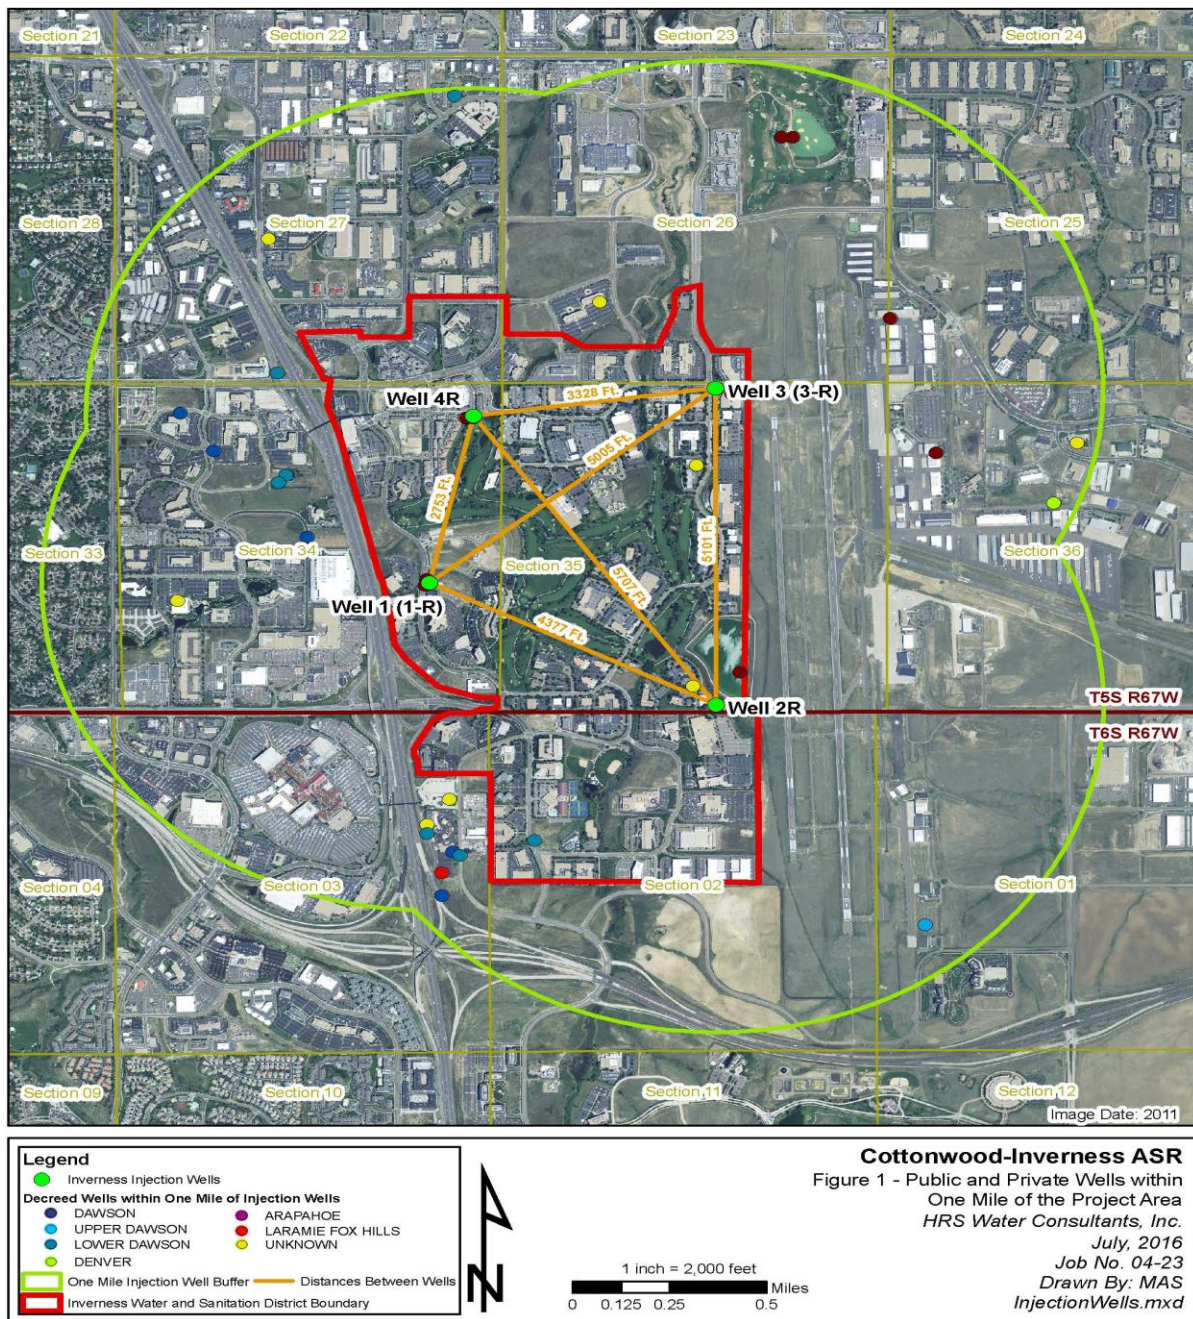 Section 21
Section 22
Section 23
Section 24
Section 28
Section 27
Section 26
Section 25
Well 4R
3328 Ft.
Well 3 (3-R)
5005 Ft.
2753 Ft.
5101 Ft.
Section 33
Section 34
Section 35
Section 36
5707 Ft.
Well 1 (1-R)
4377 Ft.
Well 2R
T5S R67W
T6S R67W
Section 04
Section 03
Section 02
Section 01
Section 09
Section 10
Section 11
Section 12
Image Date: 2011
Legend
Inverness Injection Wells
Decreed Wells within One Mile of Injection Wells
DAWSON
ARAPAHOE
UPPER DAWSON
LARAMIE FOX HILLS
LOWER DAWSON
UNKNOWN
DENVER
One Mile Injection Well Buffer
Distances Between Wells
Inverness Water and Sanitation District Boundary
N
1 inch = 2,000 feet
Miles
0 0.125 0.25 0.5
Cottonwood-Inverness ASR
Figure 1 - Public and Private Wells within
One Mile of the Project Area
HRS Water Consultants, Inc.
July, 2016
Job No. 04-23
Drawn By: MAS
InjectionWells.mxd